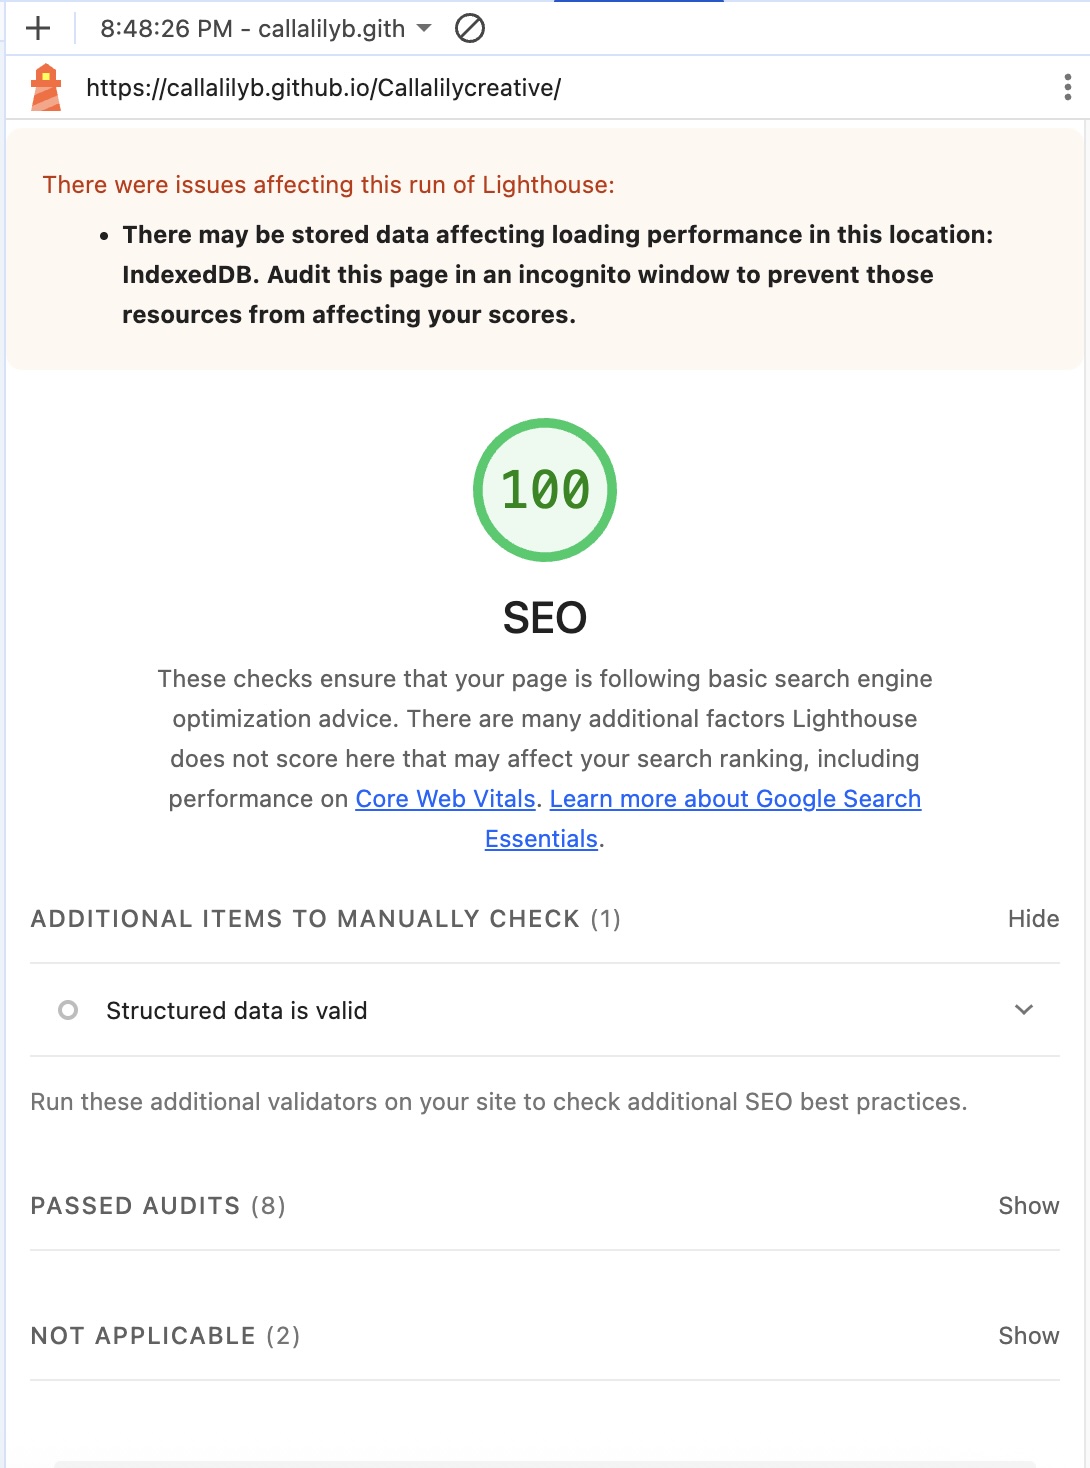 8:48:26 PM - callalilyb.gith
https://callalilyb.github.io/Callalilycreative/
There were issues affecting this run of Lighthouse:
• There may be stored data affecting loading performance in this location:
IndexedDB. Audit this page in an incognito window to prevent those
resources from affecting your scores.
100
SEO
These checks ensure that your page is following basic search engine
optimization advice. There are many additional factors Lighthouse
does not score here that may affect your search ranking, including
performance on Core Web Vitals. Learn more about Google Search
Essentials.
ADDITIONAL ITEMS TO MANUALLY CHECK (1) Hide
Structured data is valid
Run these additional validators on your site to check additional SEO best practices.
PASSED AUDITS (8) Show
NOT APPLICABLE (2) Show